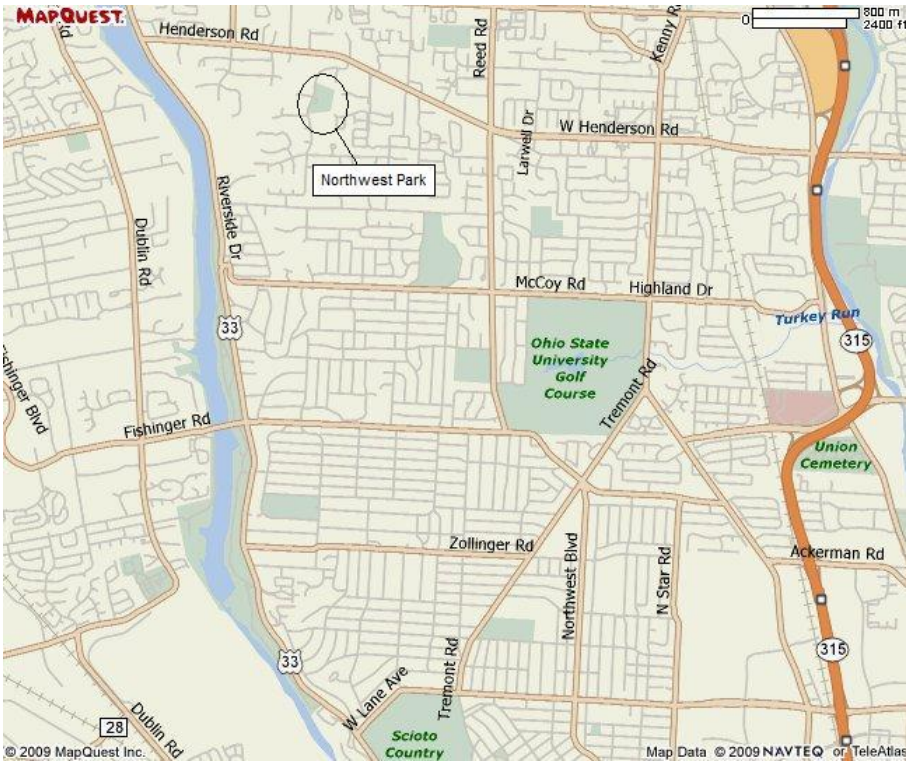 MAPQUEST
Henderson Rd
Reed Rd
Kenny R
0
800 m
2400 ft
Rd
W Henderson Rd
Larwell Dr
Northwest Park
Riverside Dr
Dublin Rd
McCoy Rd
Highland Dr
Turkey Run
33
315
Ohio State
University
Golf
Course
Tremont Rd
Fishinger Blvd
Fishinger Rd
Union
Cemetery
Zollinger Rd
Northwest Blvd
N Star Rd
Ackerman Rd
33
315
W Lane Ave
Tremont Rd
28
Dublin Rd
Scioto
Country
© 2009 MapQuest Inc.
Map Data © 2009 NAVTEQ or TeleAtlas